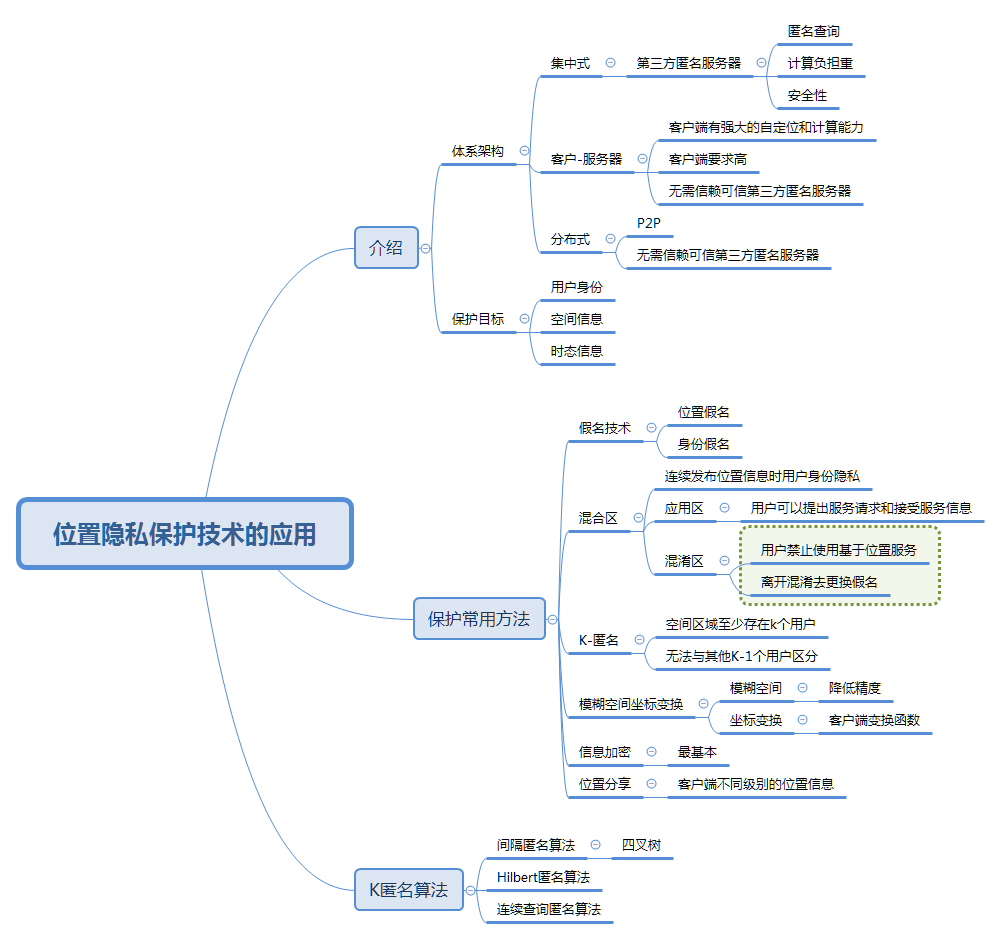 位置隐私保护技术的应用
介绍
体系架构
集中式
第三方匿名服务器
匿名查询
计算负担重
安全性
客户-服务器
客户端有强大的自定位和计算能力
客户端要求高
无需信赖可信第三方匿名服务器
分布式
P2P
无需信赖可信第三方匿名服务器
保护目标
用户身份
空间信息
时态信息
保护常用方法
假名技术
位置假名
身份假名
混合区
连续发布位置信息时用户身份隐私
应用区
用户可以提出服务请求和接受服务信息
混淆区
用户禁止使用基于位置服务
离开混淆去更换假名
K-匿名
空间区域至少存在k个用户
无法与其他K-1个用户区分
模糊空间坐标变换
模糊空间
降低精度
坐标变换
客户端变换函数
信息加密
最基本
位置分享
客户端不同级别的位置信息
K匿名算法
间隔匿名算法
四叉树
Hilbert匿名算法
连续查询匿名算法